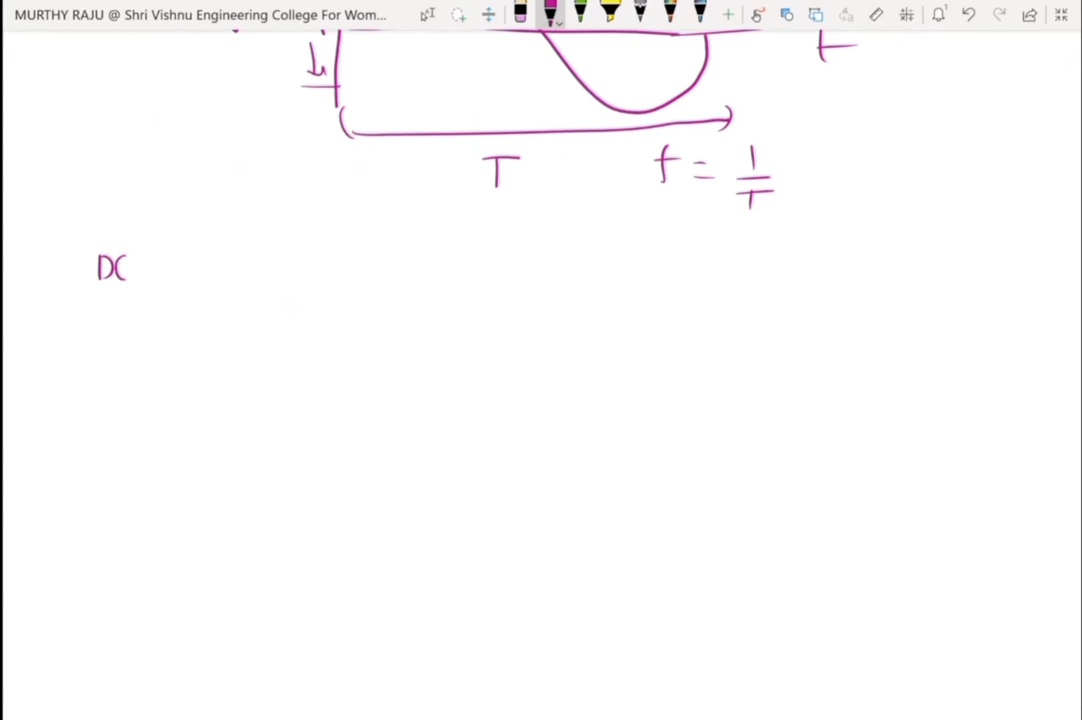 MURTHY RAJU @ Shri Vishnu Engineering College For Wom...
t
T
f = 1/T
DC